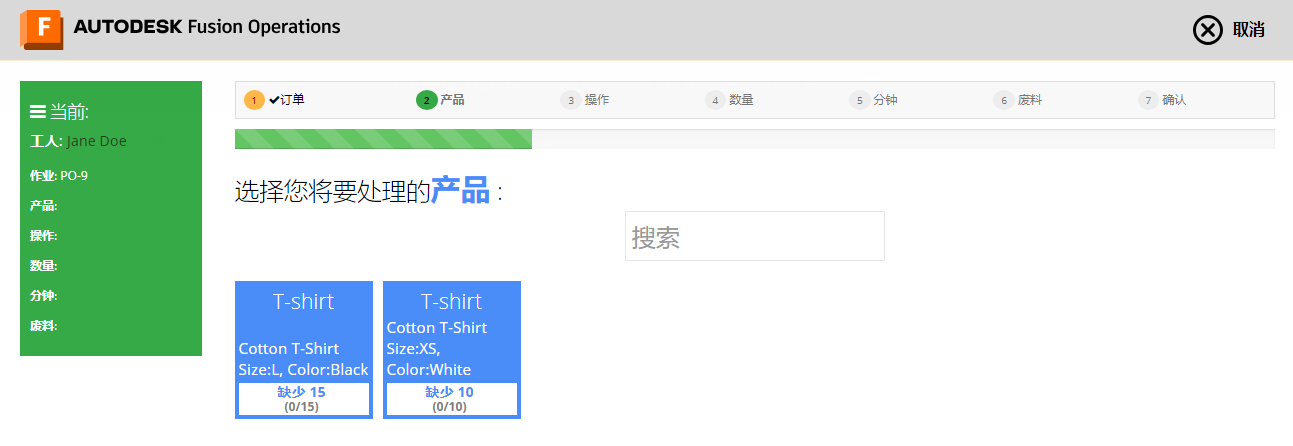 F AUTODESK Fusion Operations
取消
当前:
工人: Jane Doe
作业: PO-9
产品:
操作:
数量:
分钟:
废料:
1 订单 2 产品 3 操作 4 数量 5 分钟 6 废料 7 确认
选择您将要处理的产品 :
搜索
T-shirt
Cotton T-Shirt
Size:L, Color:Black
缺少 15
(0/15)
T-shirt
Cotton T-Shirt
Size:XS,
Color:White
缺少 10
(0/10)